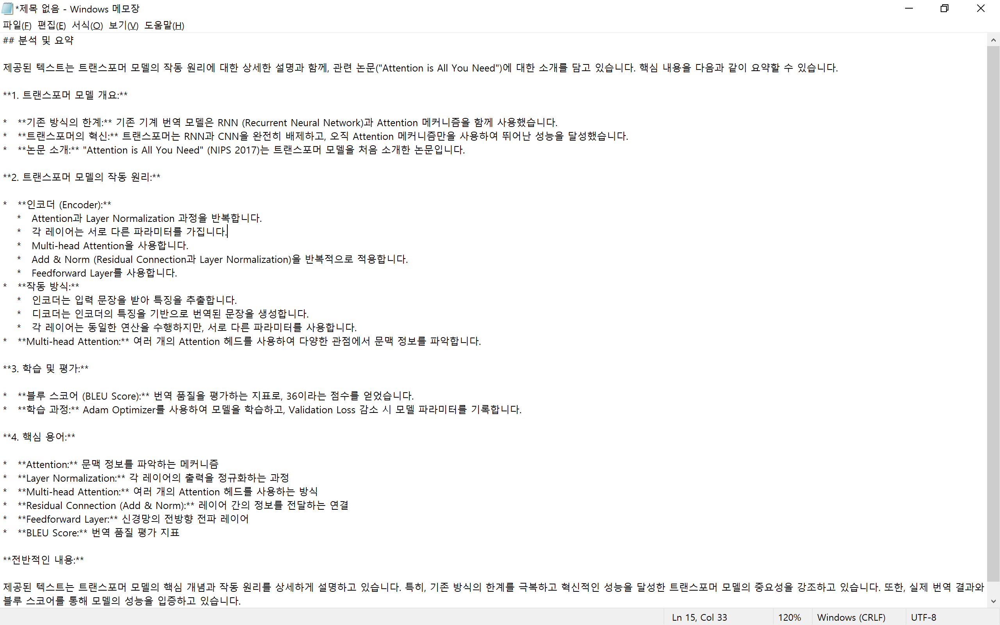 *제목 없음 - Windows 메모장
파일(F) 편집(E) 서식(O) 보기(V) 도움말(H)
## 분석 및 요약
제공된 텍스트는 트랜스포머 모델의 작동 원리에 대한 상세한 설명과 함께, 관련 논문("Attention is All You Need")에 대한 소개를 담고 있습니다. 핵심 내용을 다음과 같이 요약할 수 있습니다.
**1. 트랜스포머 모델 개요:**
* **기존 방식의 한계:** 기존 기계 번역 모델은 RNN (Recurrent Neural Network)과 Attention 메커니즘을 함께 사용했습니다.
* **트랜스포머의 혁신:** 트랜스포머는 RNN과 CNN을 완전히 배제하고, 오직 Attention 메커니즘만을 사용하여 뛰어난 성능을 달성했습니다.
* **논문 소개:** "Attention is All You Need" (NIPS 2017)는 트랜스포머 모델을 처음 소개한 논문입니다.
**2. 트랜스포머 모델의 작동 원리:**
* **인코더 (Encoder):**
* Attention과 Layer Normalization 과정을 반복합니다.
* 각 레이어는 서로 다른 파라미터를 가집니다.
* Multi-head Attention을 사용합니다.
* Add & Norm (Residual Connection과 Layer Normalization)을 반복적으로 적용합니다.
* Feedforward Layer를 사용합니다.
* **작동 방식:**
* 인코더는 입력 문장을 받아 특징을 추출합니다.
* 디코더는 인코더의 특징을 기반으로 번역된 문장을 생성합니다.
* 각 레이어는 동일한 연산을 수행하지만, 서로 다른 파라미터를 사용합니다.
* **Multi-head Attention:** 여러 개의 Attention 헤드를 사용하여 다양한 관점에서 문맥 정보를 파악합니다.
**3. 학습 및 평가:**
* **블루 스코어 (BLEU Score):** 번역 품질을 평가하는 지표로, 36이라는 점수를 얻었습니다.
* **학습 과정:** Adam Optimizer를 사용하여 모델을 학습하고, Validation Loss 감소 시 모델 파라미터를 기록합니다.
**4. 핵심 용어:**
* **Attention:** 문맥 정보를 파악하는 메커니즘
* **Layer Normalization:** 각 레이어의 출력을 정규화하는 과정
* **Multi-head Attention:** 여러 개의 Attention 헤드를 사용하는 방식
* **Residual Connection (Add & Norm):** 레이어 간의 정보를 전달하는 연결
* **Feedforward Layer:** 신경망의 전방향 전파 레이어
* **BLEU Score:** 번역 품질 평가 지표
**전반적인 내용:**
제공된 텍스트는 트랜스포머 모델의 핵심 개념과 작동 원리를 상세하게 설명하고 있습니다. 특히, 기존 방식의 한계를 극복하고 혁신적인 성능을 달성한 트랜스포머 모델의 중요성을 강조하고 있습니다. 또한, 실제 번역 결과와
블루 스코어를 통해 모델의 성능을 입증하고 있습니다.
Ln 15, Col 33 120% Windows (CRLF) UTF-8